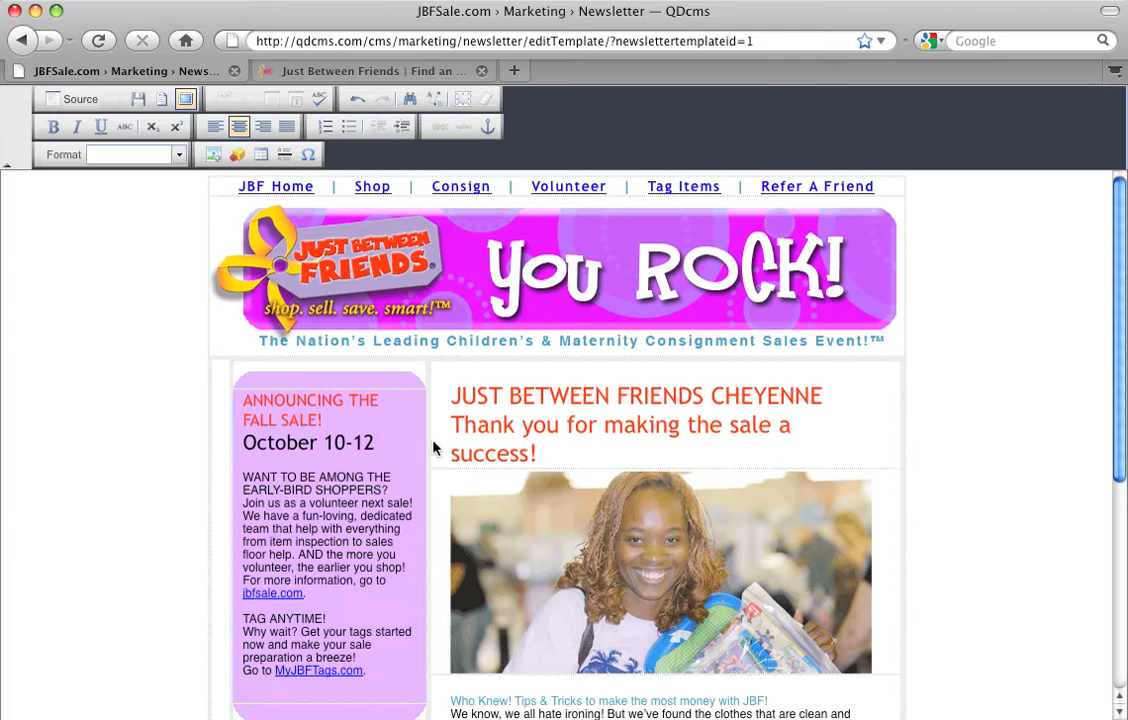 JBFSale.com › Marketing › Newsletter — QDcms
http://qdcms.com/cms/marketing/newsletter/editTemplate/?newslettertemplateid=1
Google
JBFSale.com › Marketing › News...
Just Between Friends | Find an ...
Source
ABC
B I U ABC X₂ X²
Format
JBF Home | Shop | Consign | Volunteer | Tag Items | Refer A Friend
JUST BETWEEN
FRIENDS®
shop. sell. save. smart!™
you ROCK!
The Nation's Leading Children's & Maternity Consignment Sales Event!™
ANNOUNCING THE
FALL SALE!
October 10-12
WANT TO BE AMONG THE
EARLY-BIRD SHOPPERS?
Join us as a volunteer next sale!
We have a fun-loving, dedicated
team that help with everything
from item inspection to sales
floor help. AND the more you
volunteer, the earlier you shop!
For more information, go to
jbfsale.com.
TAG ANYTIME!
Why wait? Get your tags started
now and make your sale
preparation a breeze!
Go to MyJBFTags.com.
JUST BETWEEN FRIENDS CHEYENNE
Thank you for making the sale a
success!
Who Knew! Tips & Tricks to make the most money with JBF!
We know, we all hate ironing! But we've found the clothes that are clean and